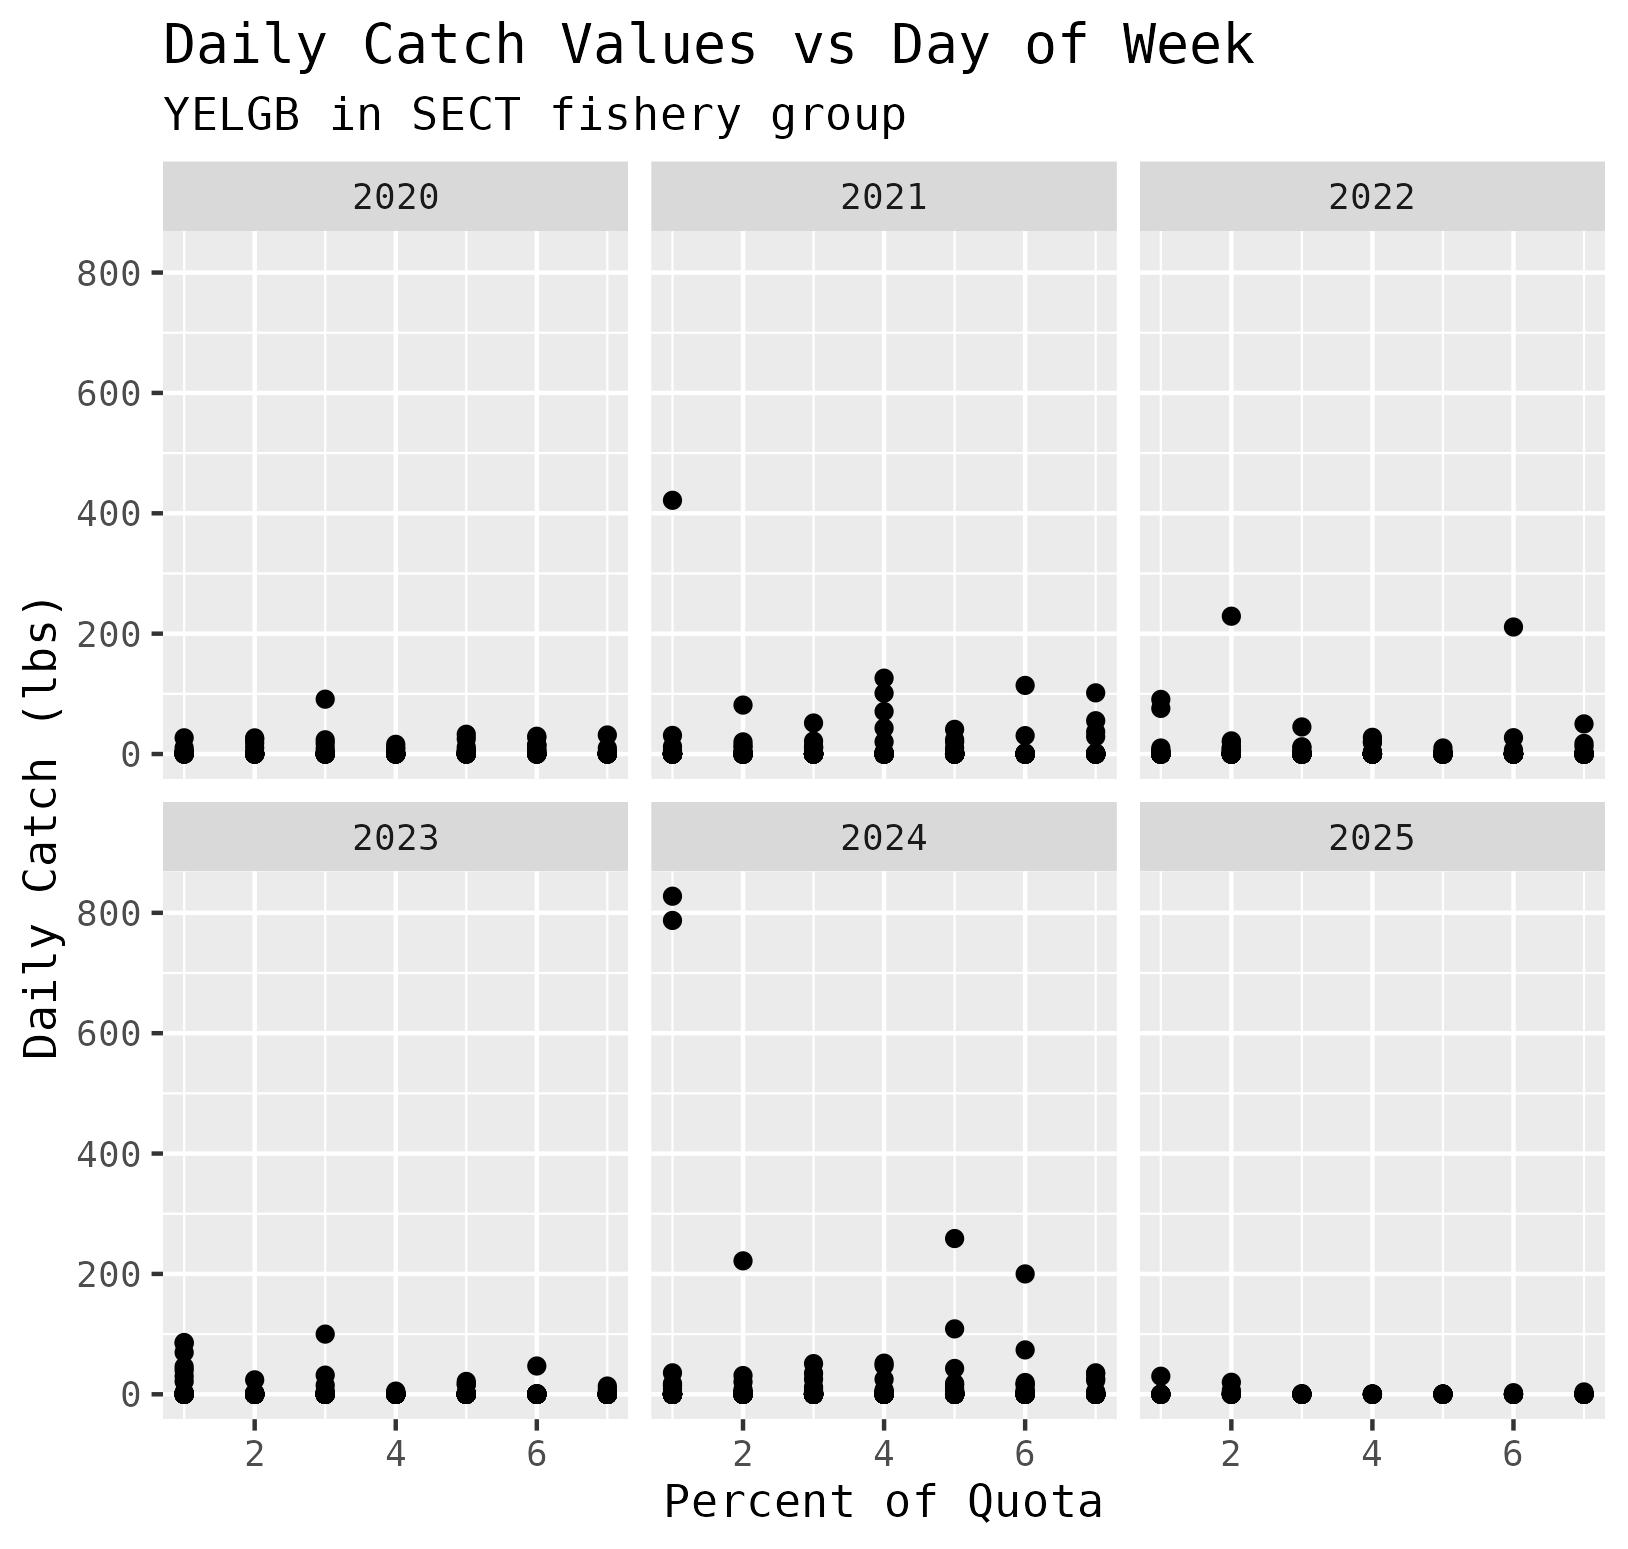 Daily Catch Values vs Day of Week
YELGB in SECT fishery group
2020 2021 2022
800
600
400
200
0
2023 2024 2025
800
600
400
200
0
2 4 6 2 4 6 2 4 6
Percent of Quota
Daily Catch (lbs)